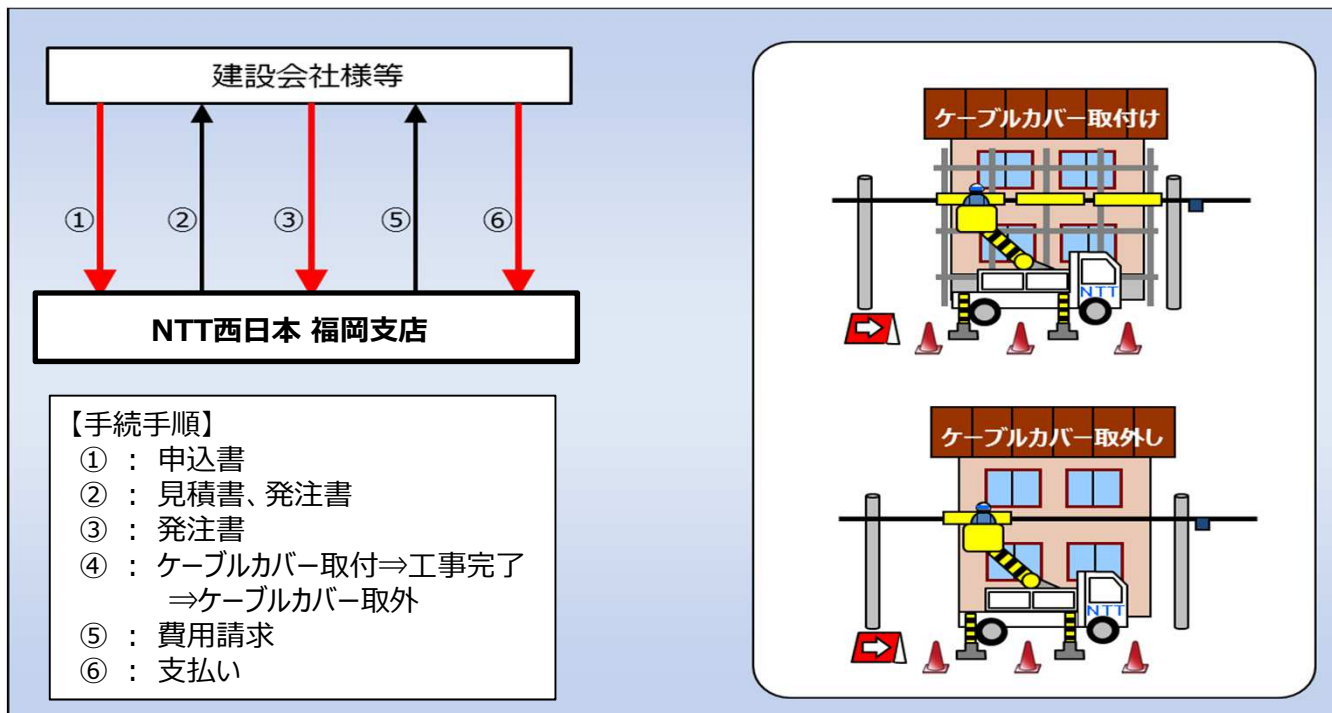 建設会社様等
①
②
③
⑤
⑥
NTT西日本 福岡支店
【手続手順】
① : 申込書
② : 見積書、発注書
③ : 発注書
④ : ケーブルカバー取付⇒工事完了
⇒ケーブルカバー取外
⑤ : 費用請求
⑥ : 支払い
ケーブルカバー取付け
NTT
ケーブルカバー取外し
NTT